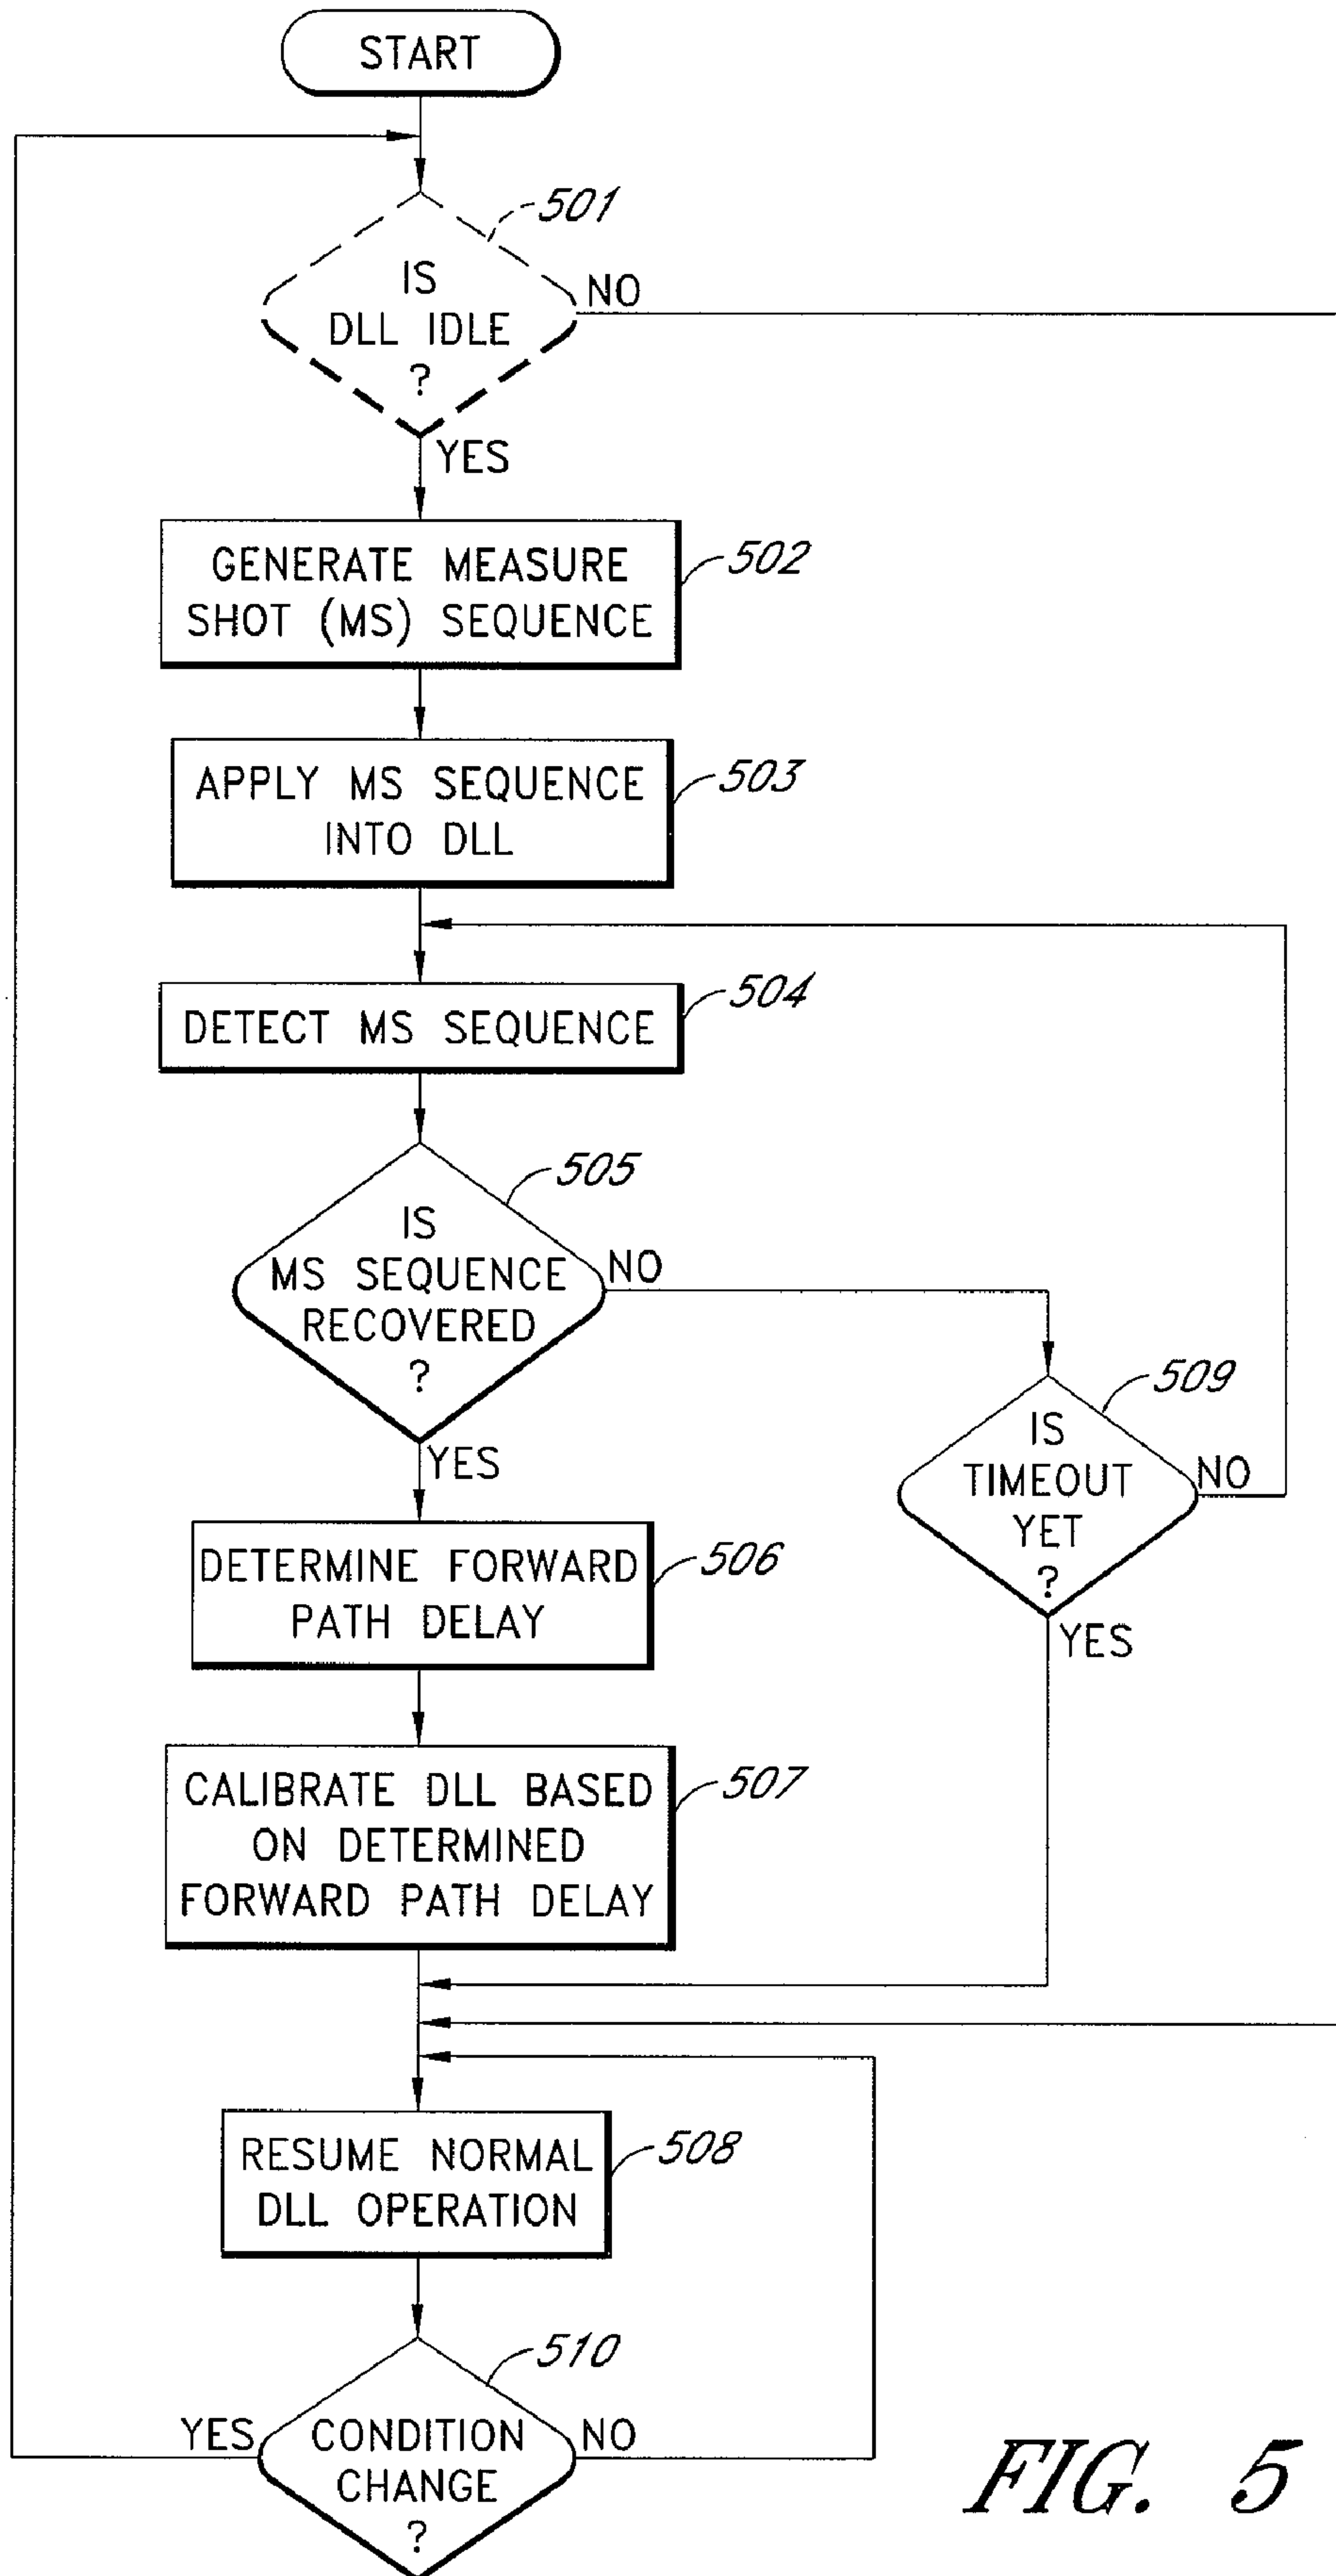 START
501
IS
DLL IDLE
?
NO
YES
GENERATE MEASURE
SHOT (MS) SEQUENCE
502
APPLY MS SEQUENCE
INTO DLL
503
DETECT MS SEQUENCE
504
505
IS
MS SEQUENCE
RECOVERED
?
NO
YES
509
IS
TIMEOUT
YET
?
NO
YES
DETERMINE FORWARD
PATH DELAY
506
CALIBRATE DLL BASED
ON DETERMINED
FORWARD PATH DELAY
507
RESUME NORMAL
DLL OPERATION
508
510
YES
CONDITION
CHANGE
?
NO
FIG. 5